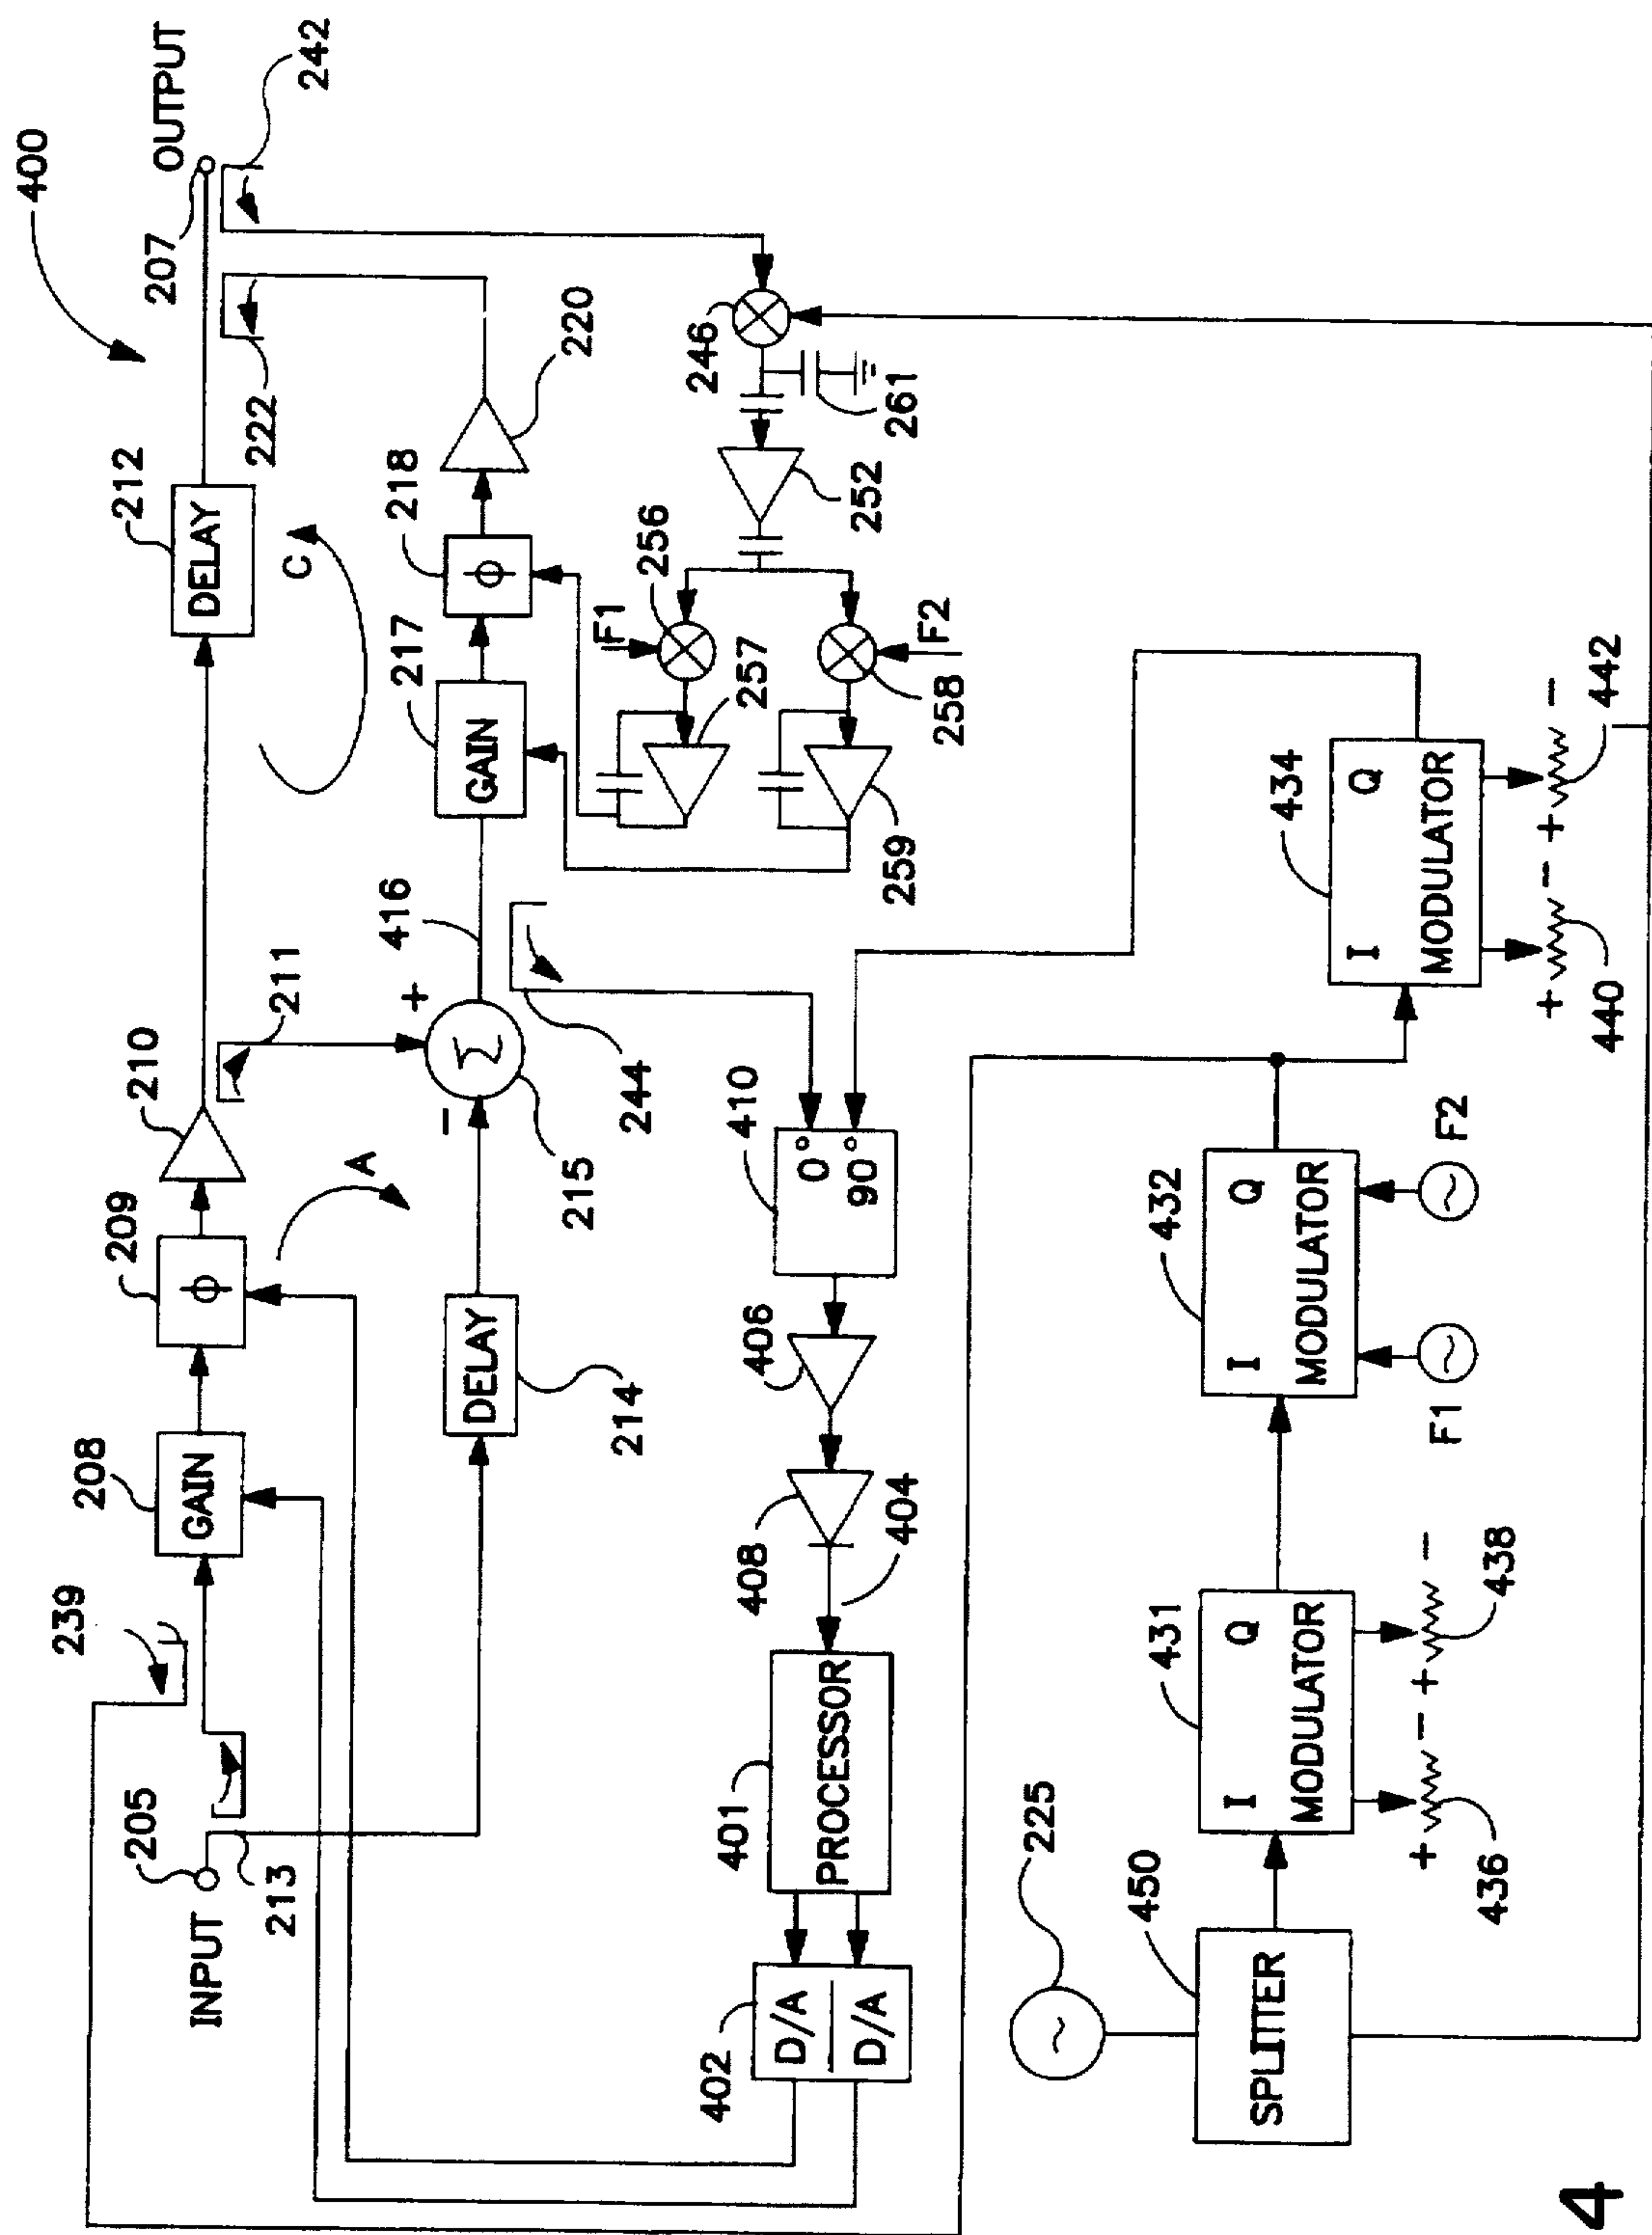 400
239
208
209
210
212
207
OUTPUT
242
INPUT
205
GAIN
ϕ
DELAY
222
213
A
211
C
214
DELAY
−
Σ
+
215
416
217
GAIN
218
ϕ
220
244
F1
256
257
252
246
261
259
258
F2
402
D/A
D/A
401
PROCESSOR
404
408
406
410
0°
90°
225
450
SPLITTER
431
I Q
MODULATOR
+ − + −
436
438
432
I Q
MODULATOR
F1
F2
434
I Q
MODULATOR
+ − + −
440
442
4